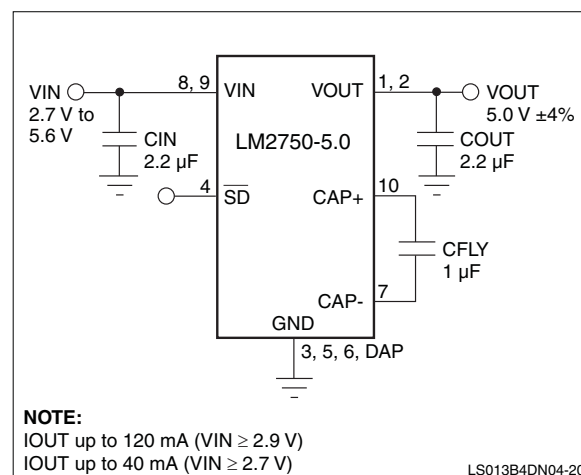 VIN
2.7 V to
5.6 V
8, 9
VIN
VOUT
1, 2
VOUT
5.0 V ±4%
CIN
2.2 µF
LM2750-5.0
COUT
2.2 µF
4
SD
CAP+
10
CFLY
1 µF
CAP-
7
GND
3, 5, 6, DAP
NOTE:
IOUT up to 120 mA (VIN ≥ 2.9 V)
IOUT up to 40 mA (VIN ≥ 2.7 V)